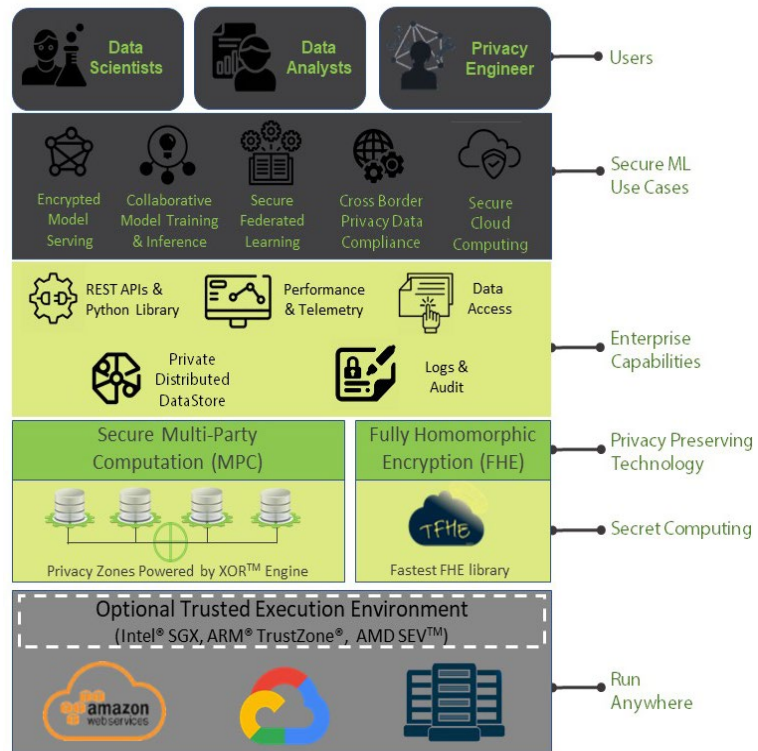 Data
Scientists
Data
Analysts
Privacy
Engineer
Users
Encrypted
Model
Serving
Collaborative
Model Training
& Inference
Secure
Federated
Learning
Cross Border
Privacy Data
Compliance
Secure
Cloud
Computing
Secure ML
Use Cases
REST APIs &
Python Library
Performance
& Telemetry
Data
Access
Private
Distributed
DataStore
Logs &
Audit
Enterprise
Capabilities
Secure Multi-Party
Computation (MPC)
Fully Homomorphic
Encryption (FHE)
Privacy Preserving
Technology
TFHE
Privacy Zones Powered by XOR™ Engine
Fastest FHE library
Secret Computing
Optional Trusted Execution Environment
(Intel® SGX, ARM® TrustZone®, AMD SEV™)
amazon
webservices
Run
Anywhere